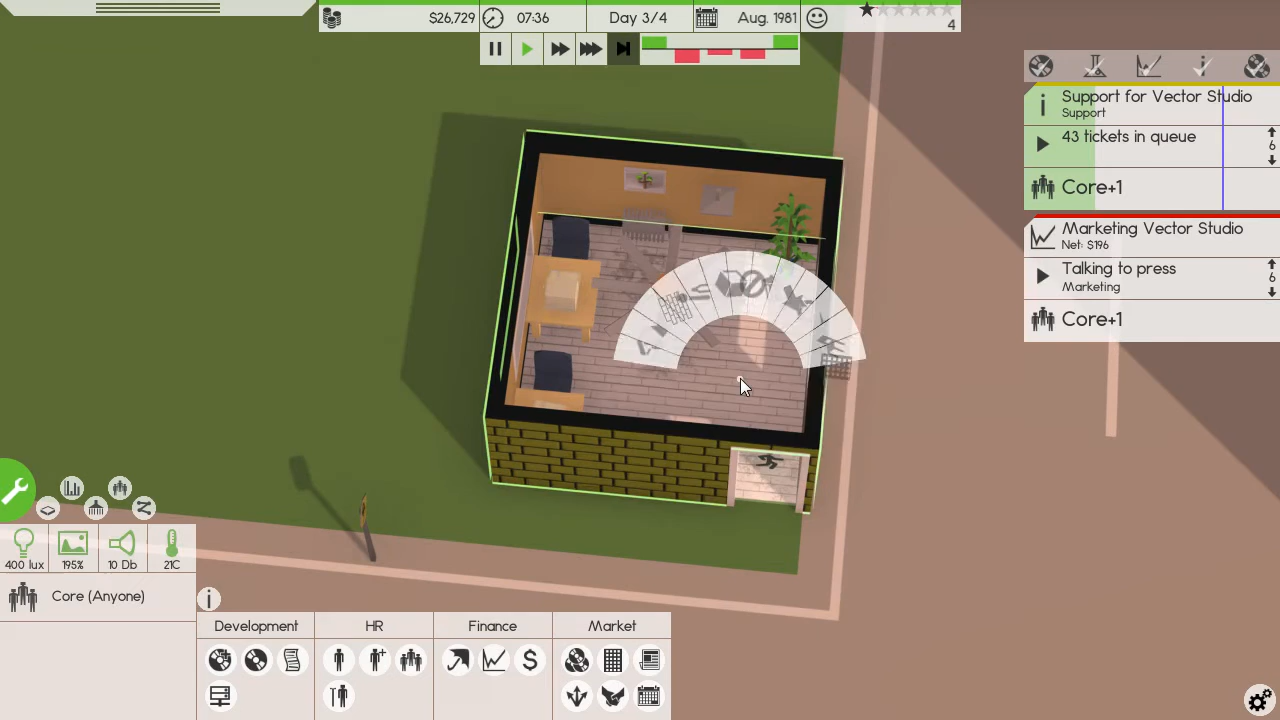 $26,729
07:36
Day 3/4
Aug. 1981
4
Support for Vector Studio
Support
43 tickets in queue
6
Core+1
Marketing Vector Studio
Net: $196
Talking to press
Marketing
6
Core+1
400 lux
195%
10 Db
21C
Core (Anyone)
Development
HR
Finance
Market